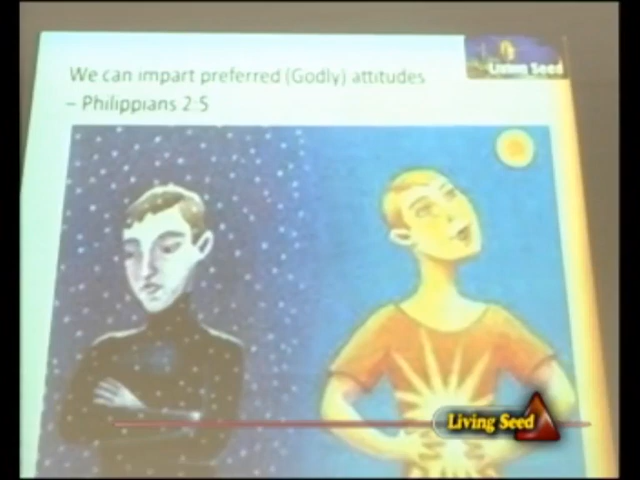 We can impart preferred (Godly) attitudes
– Philippians 2:5
Living Seed
Living Seed